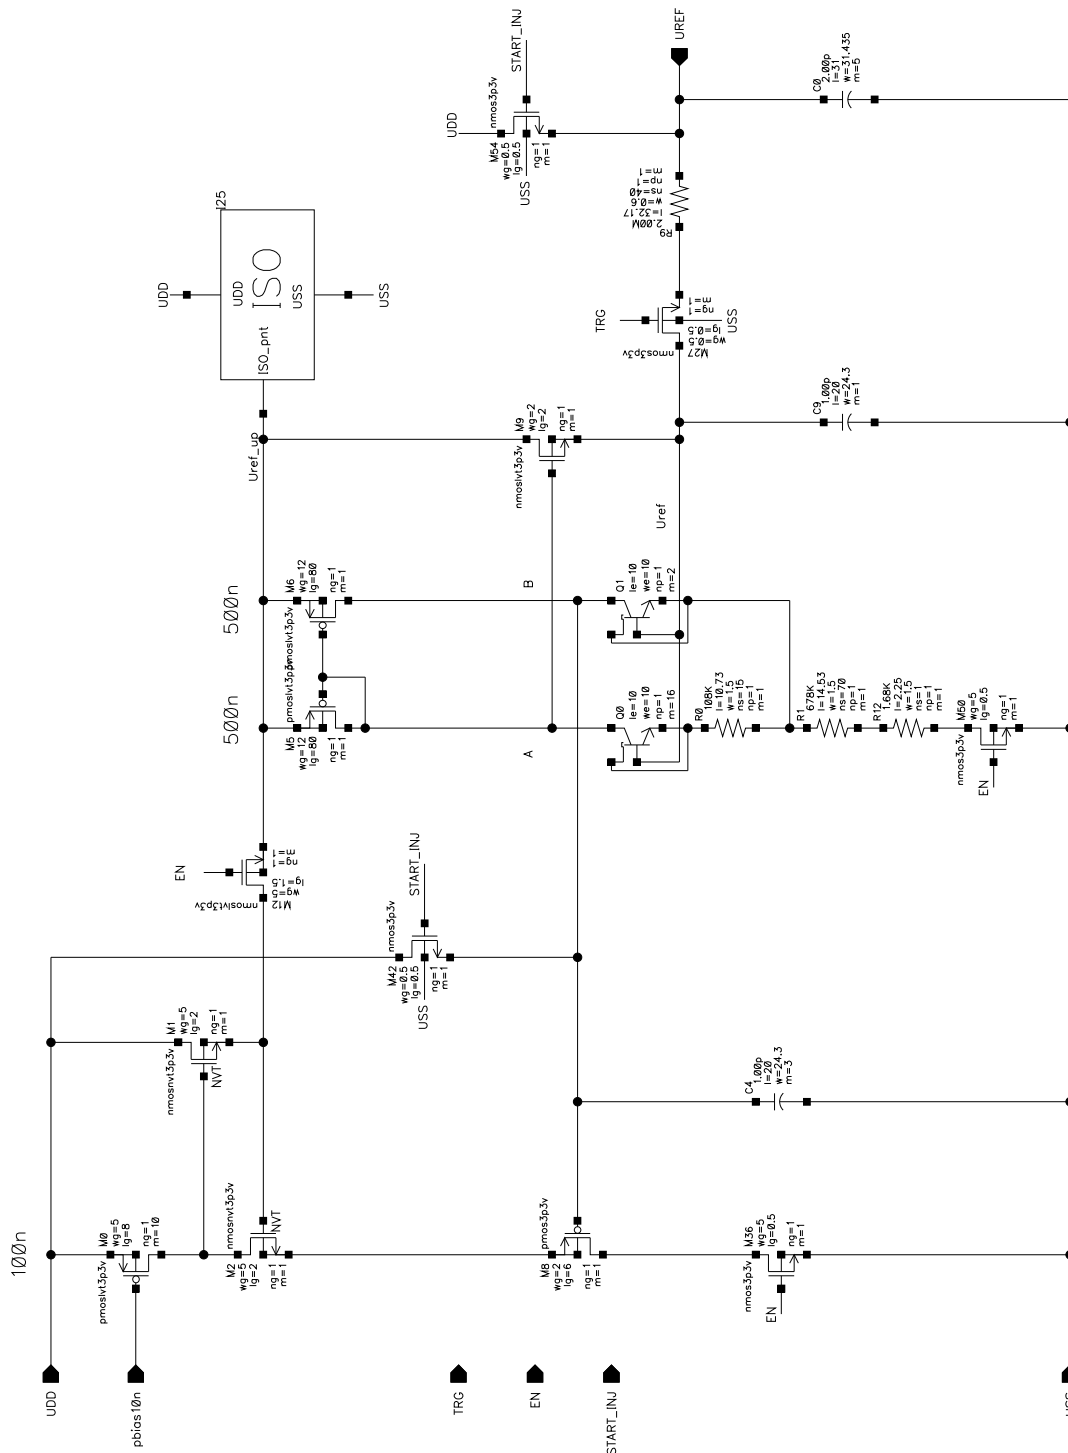 UREF
START_INJ
UDD
nmos3p3v
M54
wg=0.5
lg=0.5
ng=1
m=1
USS
C0
2.00p
l=31
w=31.435
m=5
R9
2.00M
l=32.17
w=0.6
ns=40
np=1
m=1
I25
UDD
UDD
ISO
USS
USS
ISO_pnt
TRG
nmos3p3v
M27
wg=0.5
lg=0.5
ng=1
m=1
USS
C9
1.00p
l=20
w=24.3
m=1
Uref_up
nmoslvt3p3v
M9
wg=2
lg=2
ng=1
m=1
Uref
500n
pmoslvt3p3v
M6
wg=12
lg=80
ng=1
m=1
B
Q1
le=10
we=10
np=1
m=2
500n
pmoslvt3p3v
M5
wg=12
lg=80
ng=1
m=1
A
Q0
le=10
we=10
np=1
m=16
R0
108K
l=10.73
w=1.5
ns=15
np=1
m=1
R1
678K
l=14.53
w=1.5
ns=70
np=1
m=1
R12
1.68K
l=2.25
w=1.5
ns=1
np=1
m=1
nmos3p3v
M50
wg=5
lg=0.5
ng=1
m=1
EN
EN
nmoslvt3p3v
M12
wg=5
lg=1.5
ng=1
m=1
START_INJ
nmos3p3v
M42
wg=0.5
lg=0.5
ng=1
m=1
USS
nmosnvt3p3v
M1
wg=5
lg=2
ng=1
m=1
NVT
C4
1.00p
l=20
w=24.3
m=3
100n
pmoslvt3p3v
M0
wg=5
lg=8
ng=1
m=10
nmosnvt3p3v
M2
wg=5
lg=2
ng=1
m=1
NVT
pmos3p3v
M8
wg=2
lg=6
ng=1
m=1
nmos3p3v
M36
wg=5
lg=0.5
ng=1
m=1
EN
UDD
pbias10n
TRG
EN
START_INJ
USS